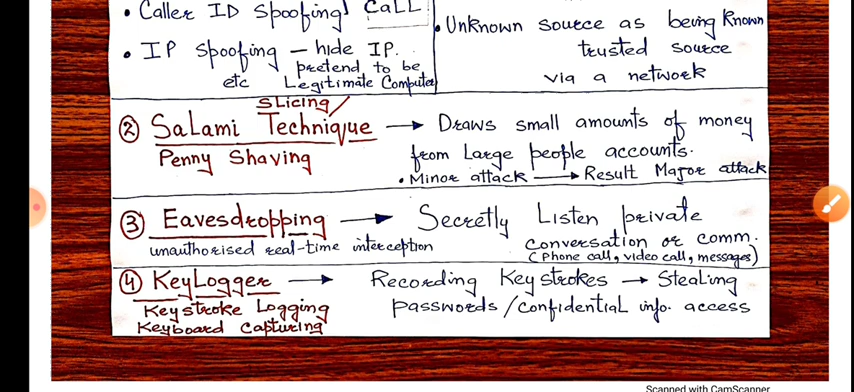 • Caller ID Spoofing CALL
• IP Spoofing – hide IP.
pretend to be
etc Legitimate Computer
• Unknown source as being known
trusted source
via a network
② Salami Slicing / Technique → Draws small amounts of money
Penny Shaving from Large people accounts.
• Minor attack → Result Major attack
③ Eavesdropping → Secretly Listen private
unauthorised real-time interception conversation or comm.
(phone call, video call, messages)
④ KeyLogger → Recording Keystrokes → Stealing
Keystroke Logging passwords/confidential info. access
Keyboard Capturing
Scanned with CamScanner